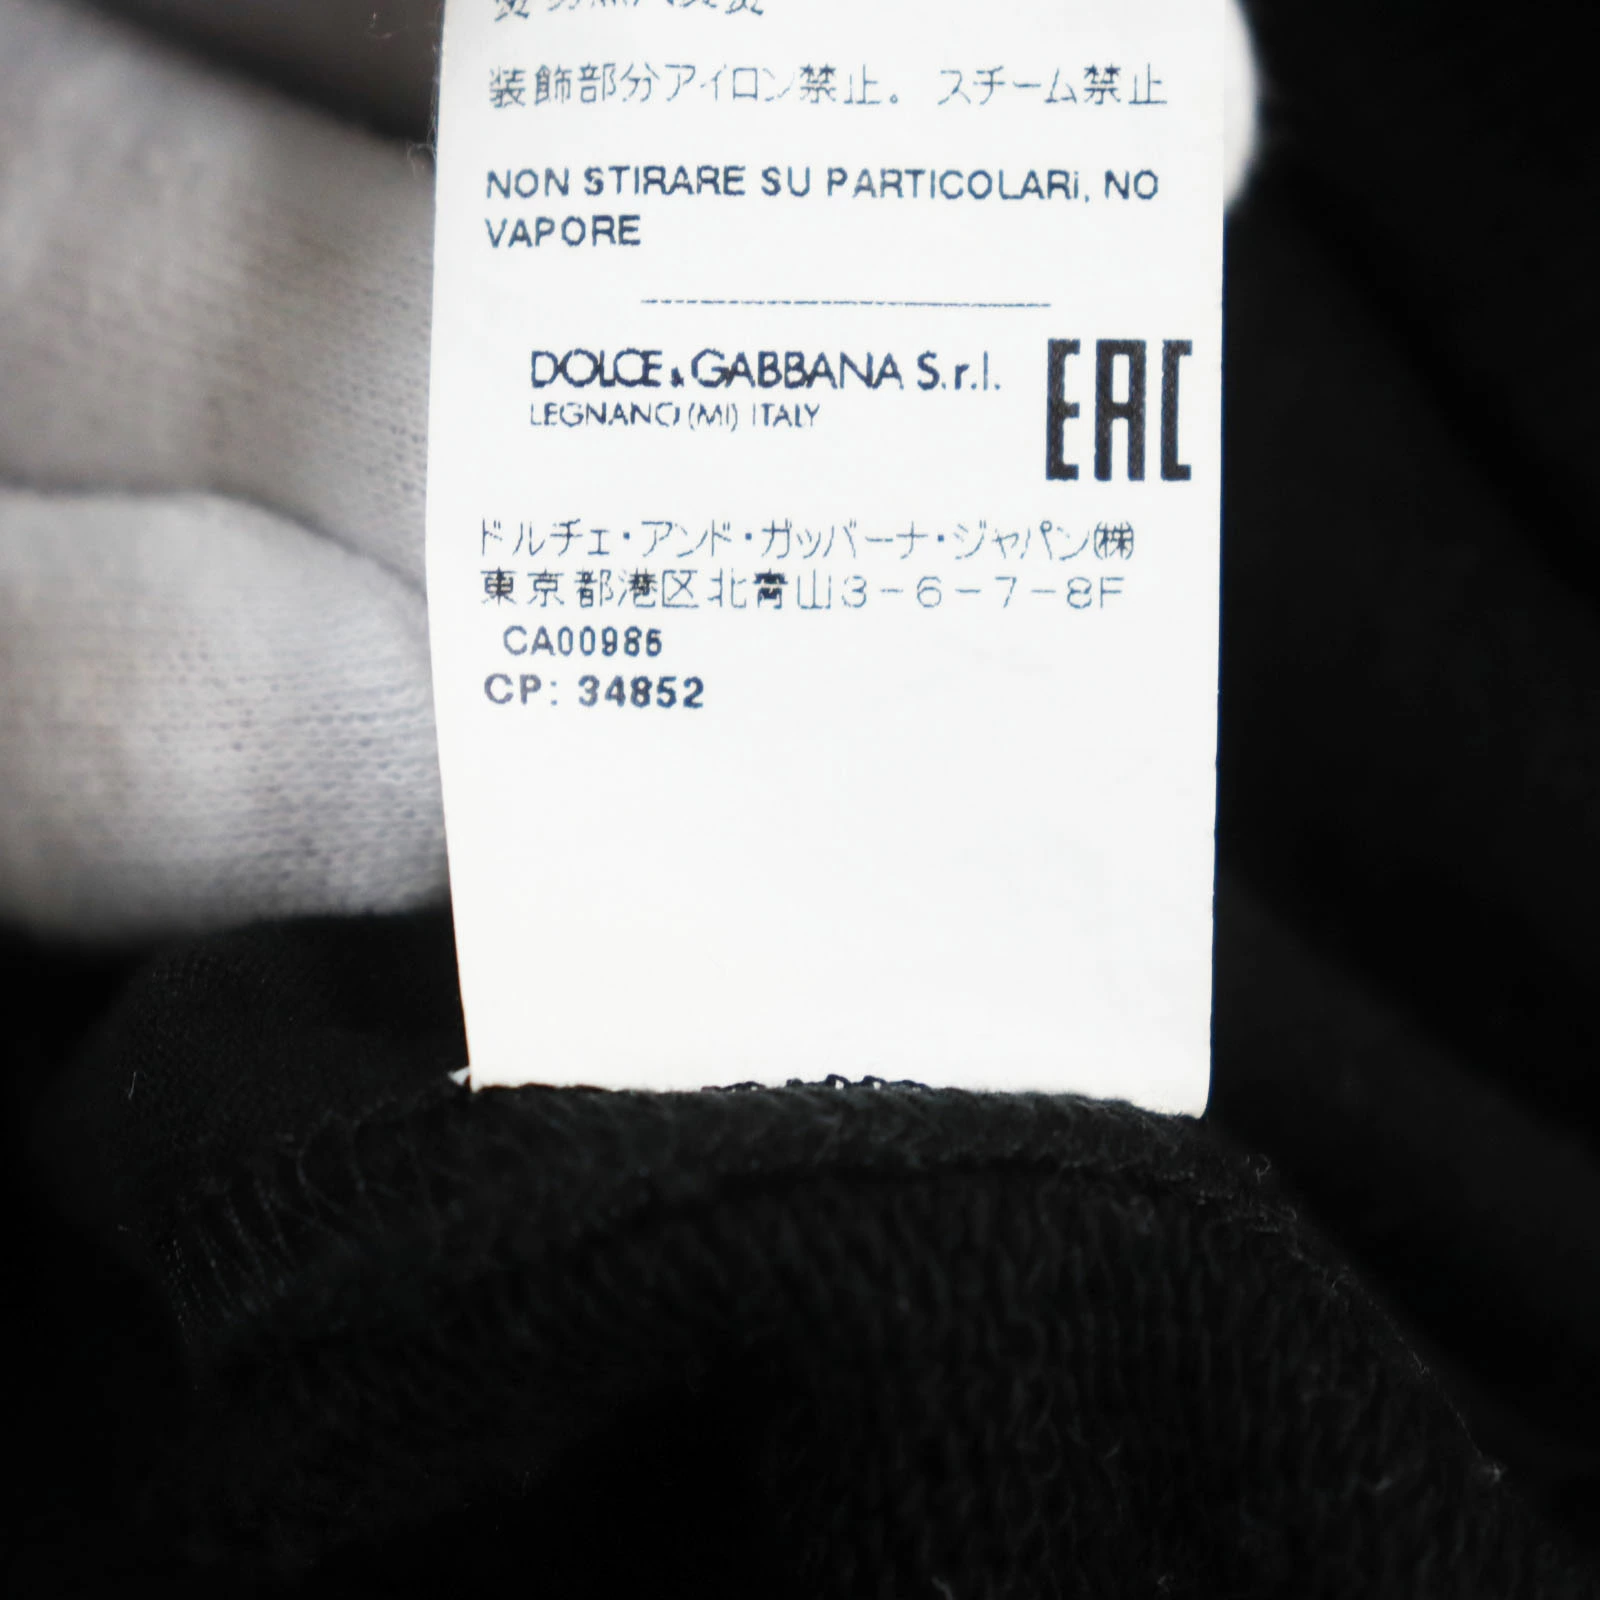 装飾部分アイロン禁止。 スチーム禁止
NON STIRARE SU PARTICOLARI, NO
VAPORE
DOLCE & GABBANA S.r.l.
LEGNANO (MI) ITALY
EAC
ドルチェ・アンド・ガッバーナ・ジャパン㈱
東京都港区北青山3-6-7-8F
CA00985
CP: 34852